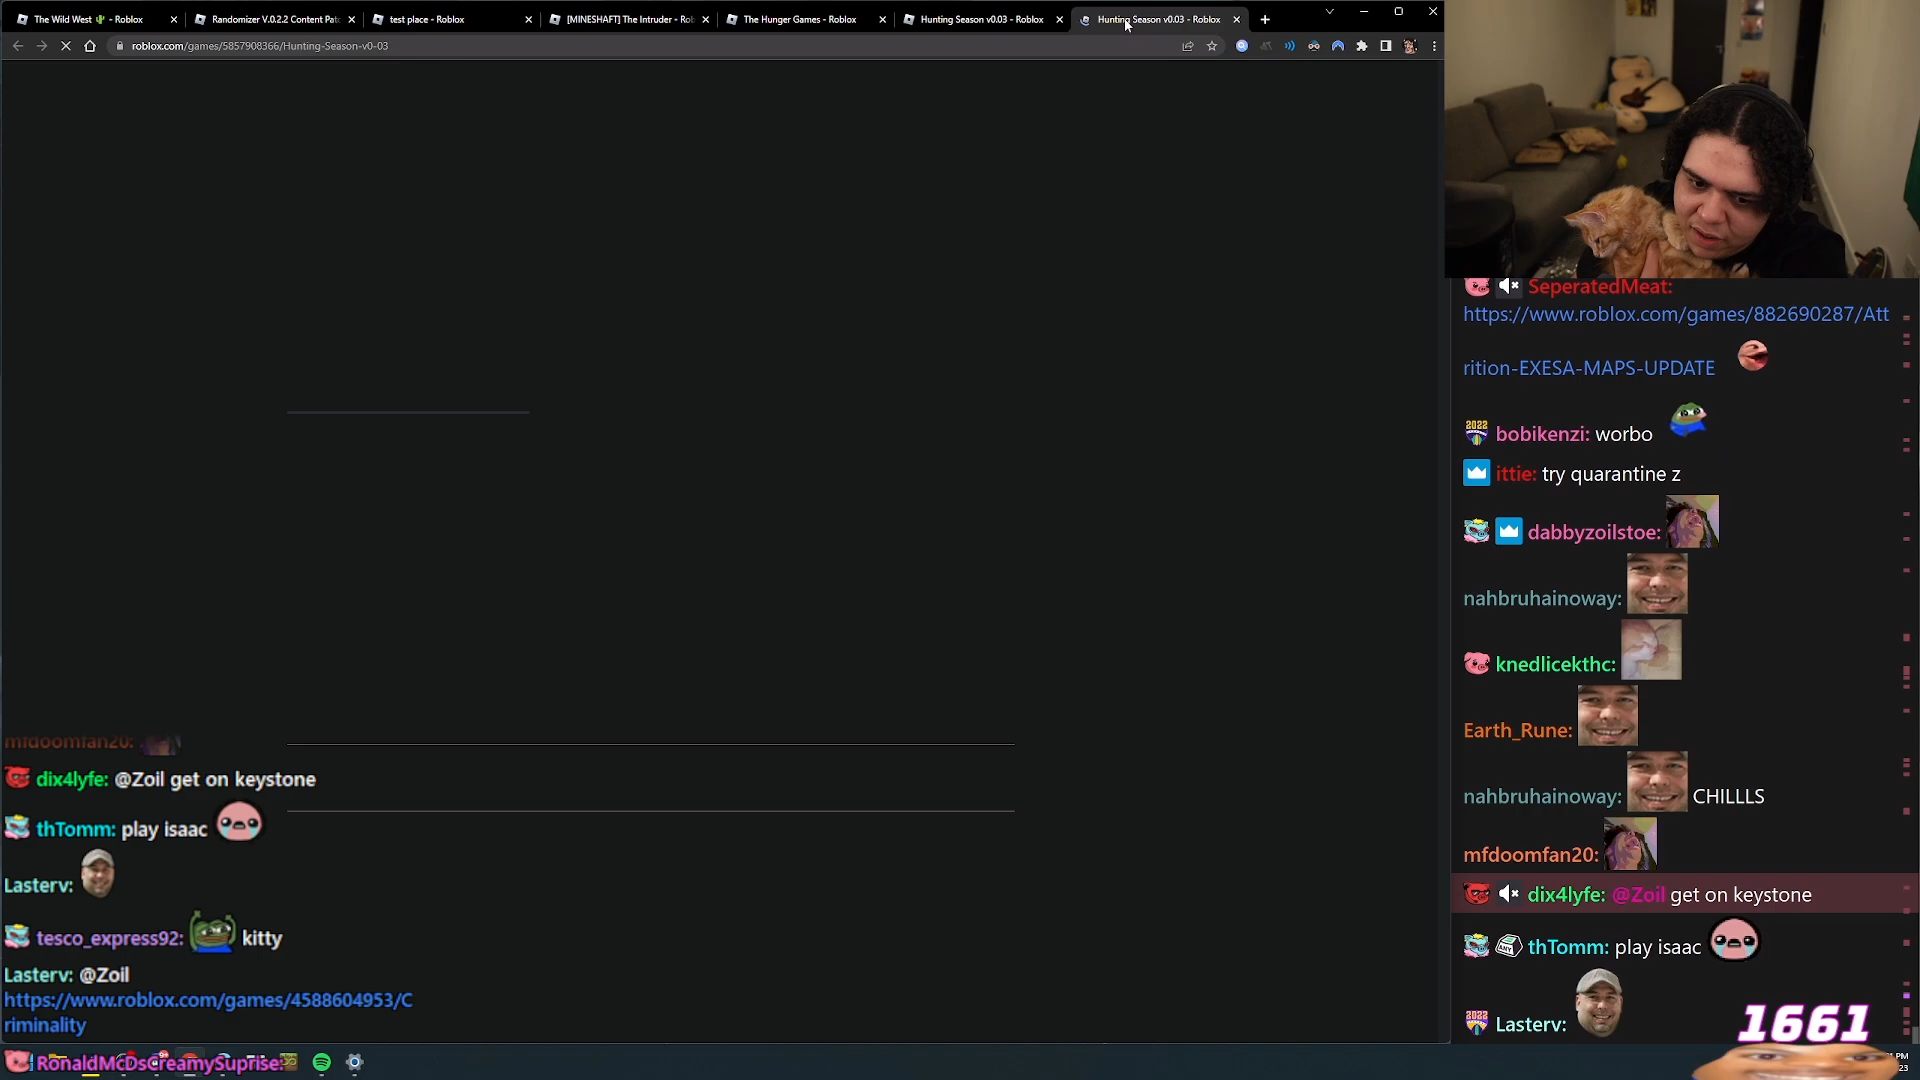 The Wild West - Roblox
Randomizer V.0.2.2 Content Pat
test place - Roblox
[MINESHAFT] The Intruder - Rob
The Hunger Games - Roblox
Hunting Season v0.03 - Roblox
Hunting Season v0.03 - Roblox
roblox.com/games/5857908366/Hunting-Season-v0-03
SeperatedMeat:
https://www.roblox.com/games/882690287/Att
rition-EXESA-MAPS-UPDATE
bobikenzi: worbo
ittie: try quarantine z
dabbyzoilstoe:
nahbruhainoway:
knedlicekthc:
Earth_Rune:
nahbruhainoway: CHILLLS
mfdoomfan20:
dix4lyfe: @Zoil get on keystone
thTomm: play isaac
Lasterv:
1661
mfdoomfan20:
dix4lyfe: @Zoil get on keystone
thTomm: play isaac
Lasterv:
tesco_express92: kitty
Lasterv: @Zoil
https://www.roblox.com/games/4588604953/C
riminality
RonaldMcDsCreamySuprise: